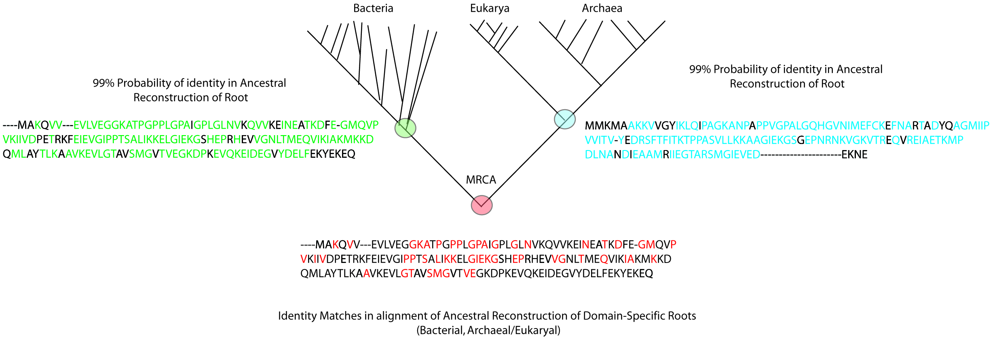 Bacteria
Eukarya
Archaea
99% Probability of identity in Ancestral
Reconstruction of Root
----MAKQVV---EVLVEGGKATPGPPLGPAIGPLGLNVKQVVKEINEATKDFE-GMQVP
VKIIVDPETRKFEIEVGIPPTSALIKKELGIEKGSHEPRHEVVGNLTMEQVIKIAKMKKD
QMLAYTLKAAVKEVLGTAVSMGVTVEGKDPKEVQKEIDEGVYDELFEKYEKEQ
99% Probability of identity in Ancestral
Reconstruction of Root
MMKMAAKKVVVGYIKLQIPAGKANPAPPVGPALGQHGVNIMEFCKEFNARTADYQAGMIIP
VVITV-YEDRSFTFITKTPPASVLLKKAAGIEKGSGEPNRNKVGKVTREQVREIAETKMP
DLNANDIEAAMRIIEGTARSMGIEVED----------------------EKNE
MRCA
----MAKQVV---EVLVEGGKATPGPPLGPAIGPLGLNVKQVVKEINEATKDFE-GMQVP
VKIIVDPETRKFEIEVGIPPTSALIKKELGIEKGSHEPRHEVVGNLTMEQVIKIAKMKKD
QMLAYTLKAAVKEVLGTAVSMGVTVEGKDPKEVQKEIDEGVYDELFEKYEKEQ
Identity Matches in alignment of Ancestral Reconstruction of Domain-Specific Roots
(Bacterial, Archaeal/Eukaryal)